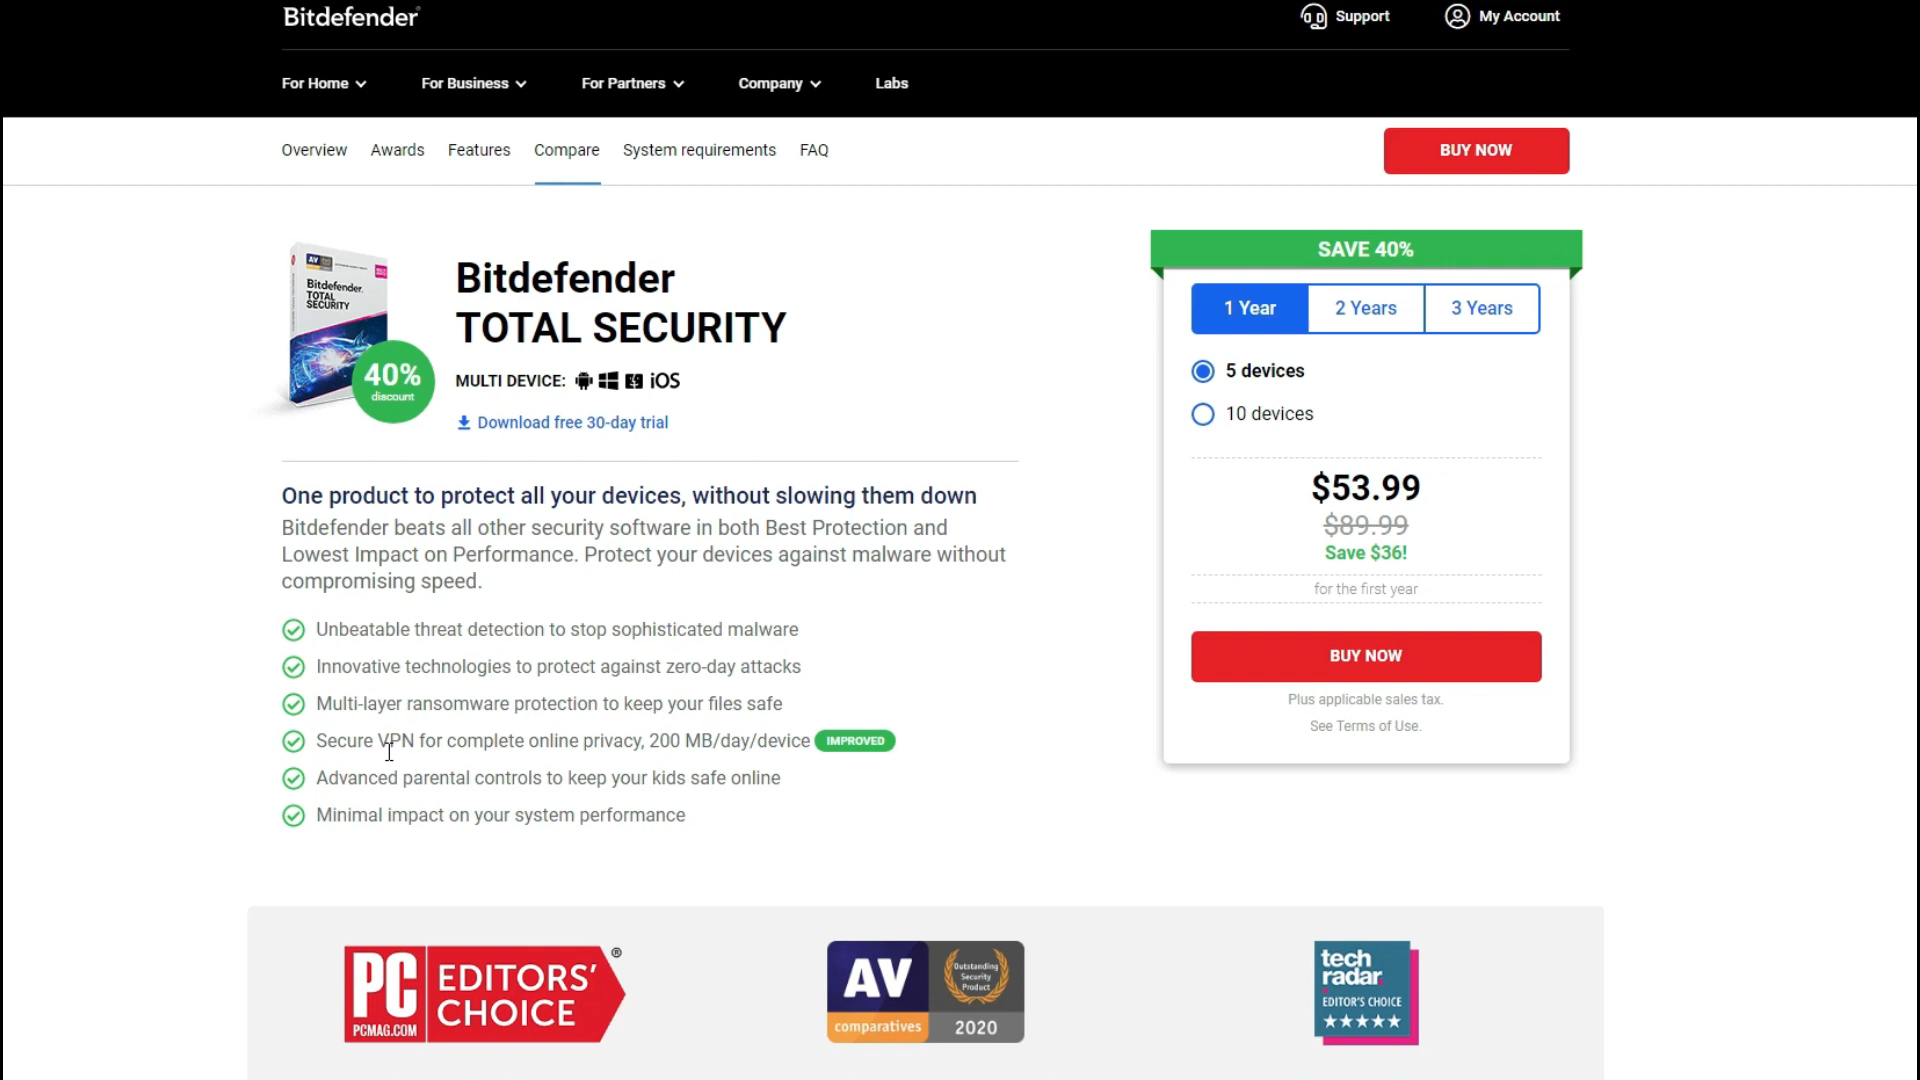 Bitdefender
Support
My Account
For Home
For Business
For Partners
Company
Labs
Overview
Awards
Features
Compare
System requirements
FAQ
BUY NOW
AV
Bitdefender
TOTAL
SECURITY
40%
discount
Bitdefender
TOTAL SECURITY
MULTI DEVICE: iOS
Download free 30-day trial
SAVE 40%
1 Year
2 Years
3 Years
5 devices
10 devices
$53.99
$89.99
Save $36!
for the first year
BUY NOW
Plus applicable sales tax.
See Terms of Use.
One product to protect all your devices, without slowing them down
Bitdefender beats all other security software in both Best Protection and
Lowest Impact on Performance. Protect your devices against malware without
compromising speed.
Unbeatable threat detection to stop sophisticated malware
Innovative technologies to protect against zero-day attacks
Multi-layer ransomware protection to keep your files safe
Secure VPN for complete online privacy, 200 MB/day/device IMPROVED
Advanced parental controls to keep your kids safe online
Minimal impact on your system performance
PC
PCMAG.COM
EDITORS'
CHOICE
®
AV
comparatives
Outstanding
Security
Product
2020
tech
radar.
EDITOR'S CHOICE